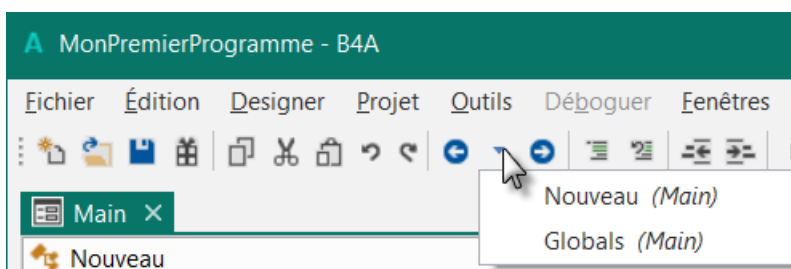 A MonPremierProgramme - B4A
Fichier Édition Designer Projet Outils Déboguer Fenêtres
Main
Nouveau (Main)
Globals (Main)
Nouveau